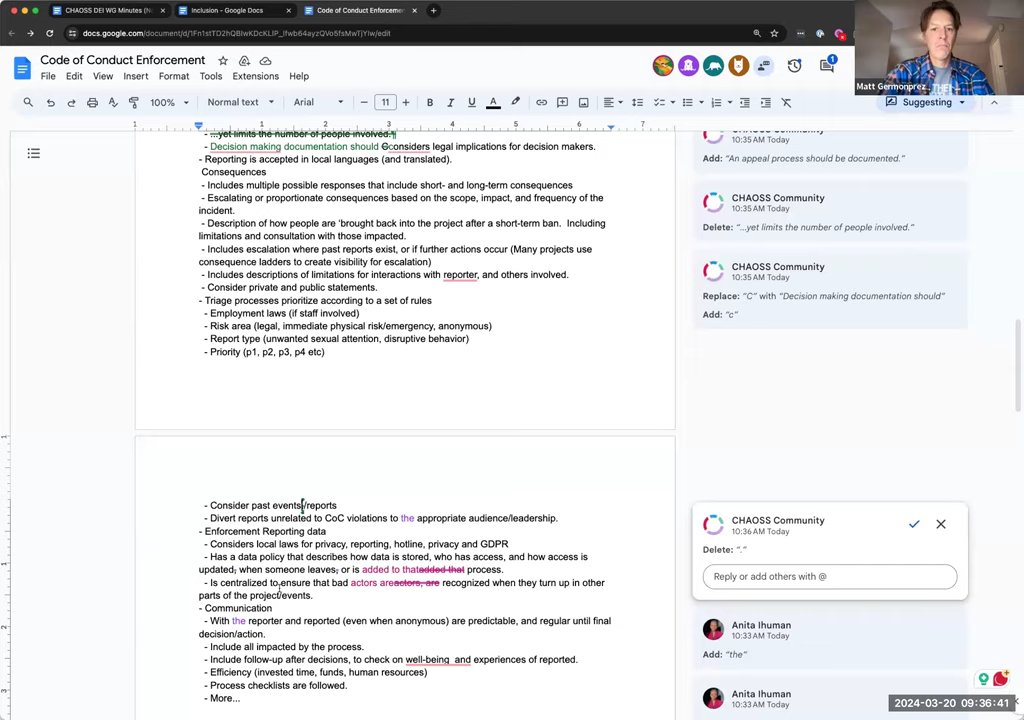 CHAOSS DEI WG Minutes (N
Inclusion - Google Docs
Code of Conduct Enforcemen
docs.google.com/document/d/1Fn1stTD2hQBIwKDcKLlP_lfwb64ayzQVo5fsMwTjYlw/edit
Code of Conduct Enforcement
File Edit View Insert Format Tools Extensions Help
1
Matt Germonprez
100% Normal text Arial 11 B I U A
Suggesting
1 1 2 3 4 5 6 7
- ...yet limits the number of people involved.¶
- Decision making documentation should Cconsiders legal implications for decision makers.
- Reporting is accepted in local languages (and translated).
Consequences
- Includes multiple possible responses that include short- and long-term consequences
- Escalating or proportionate consequences based on the scope, impact, and frequency of the
incident.
- Description of how people are 'brought back into the project after a short-term ban. Including
limitations and consultation with those impacted.
- Includes escalation where past reports exist, or if further actions occur (Many projects use
consequence ladders to create visibility for escalation)
- Includes descriptions of limitations for interactions with reporter, and others involved.
- Consider private and public statements.
- Triage processes prioritize according to a set of rules
- Employment laws (if staff involved)
- Risk area (legal, immediate physical risk/emergency, anonymous)
- Report type (unwanted sexual attention, disruptive behavior)
- Priority (p1, p2, p3, p4 etc)
- Consider past events/reports
- Divert reports unrelated to CoC violations to the appropriate audience/leadership.
- Enforcement Reporting data
- Considers local laws for privacy, reporting, hotline, privacy and GDPR
- Has a data policy that describes how data is stored, who has access, and how access is
updated, when someone leaves, or is added to thatadded that process.
- Is centralized to ensure that bad actors areactors, are recognized when they turn up in other
parts of the project/events.
- Communication
- With the reporter and reported (even when anonymous) are predictable, and regular until final
decision/action.
- Include all impacted by the process.
- Include follow-up after decisions, to check on well-being and experiences of reported.
- Efficiency (invested time, funds, human resources)
- Process checklists are followed.
- More...
CHAOSS Community
10:35 AM Today
Add: "An appeal process should be documented."
CHAOSS Community
10:35 AM Today
Delete: "...yet limits the number of people involved."
CHAOSS Community
10:35 AM Today
Replace: "C" with "Decision making documentation should"
Add: "c"
CHAOSS Community
10:36 AM Today
Delete: "."
Reply or add others with @
Anita Ihuman
10:33 AM Today
Add: "the"
Anita Ihuman
10:33 AM Today
2024-03-20 09:36:41